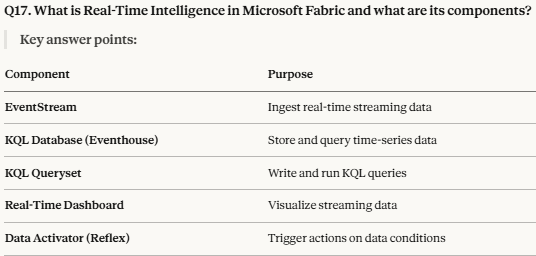 Q17. What is Real-Time Intelligence in Microsoft Fabric and what are its components?
Key answer points:
Component Purpose
EventStream Ingest real-time streaming data
KQL Database (Eventhouse) Store and query time-series data
KQL Queryset Write and run KQL queries
Real-Time Dashboard Visualize streaming data
Data Activator (Reflex) Trigger actions on data conditions